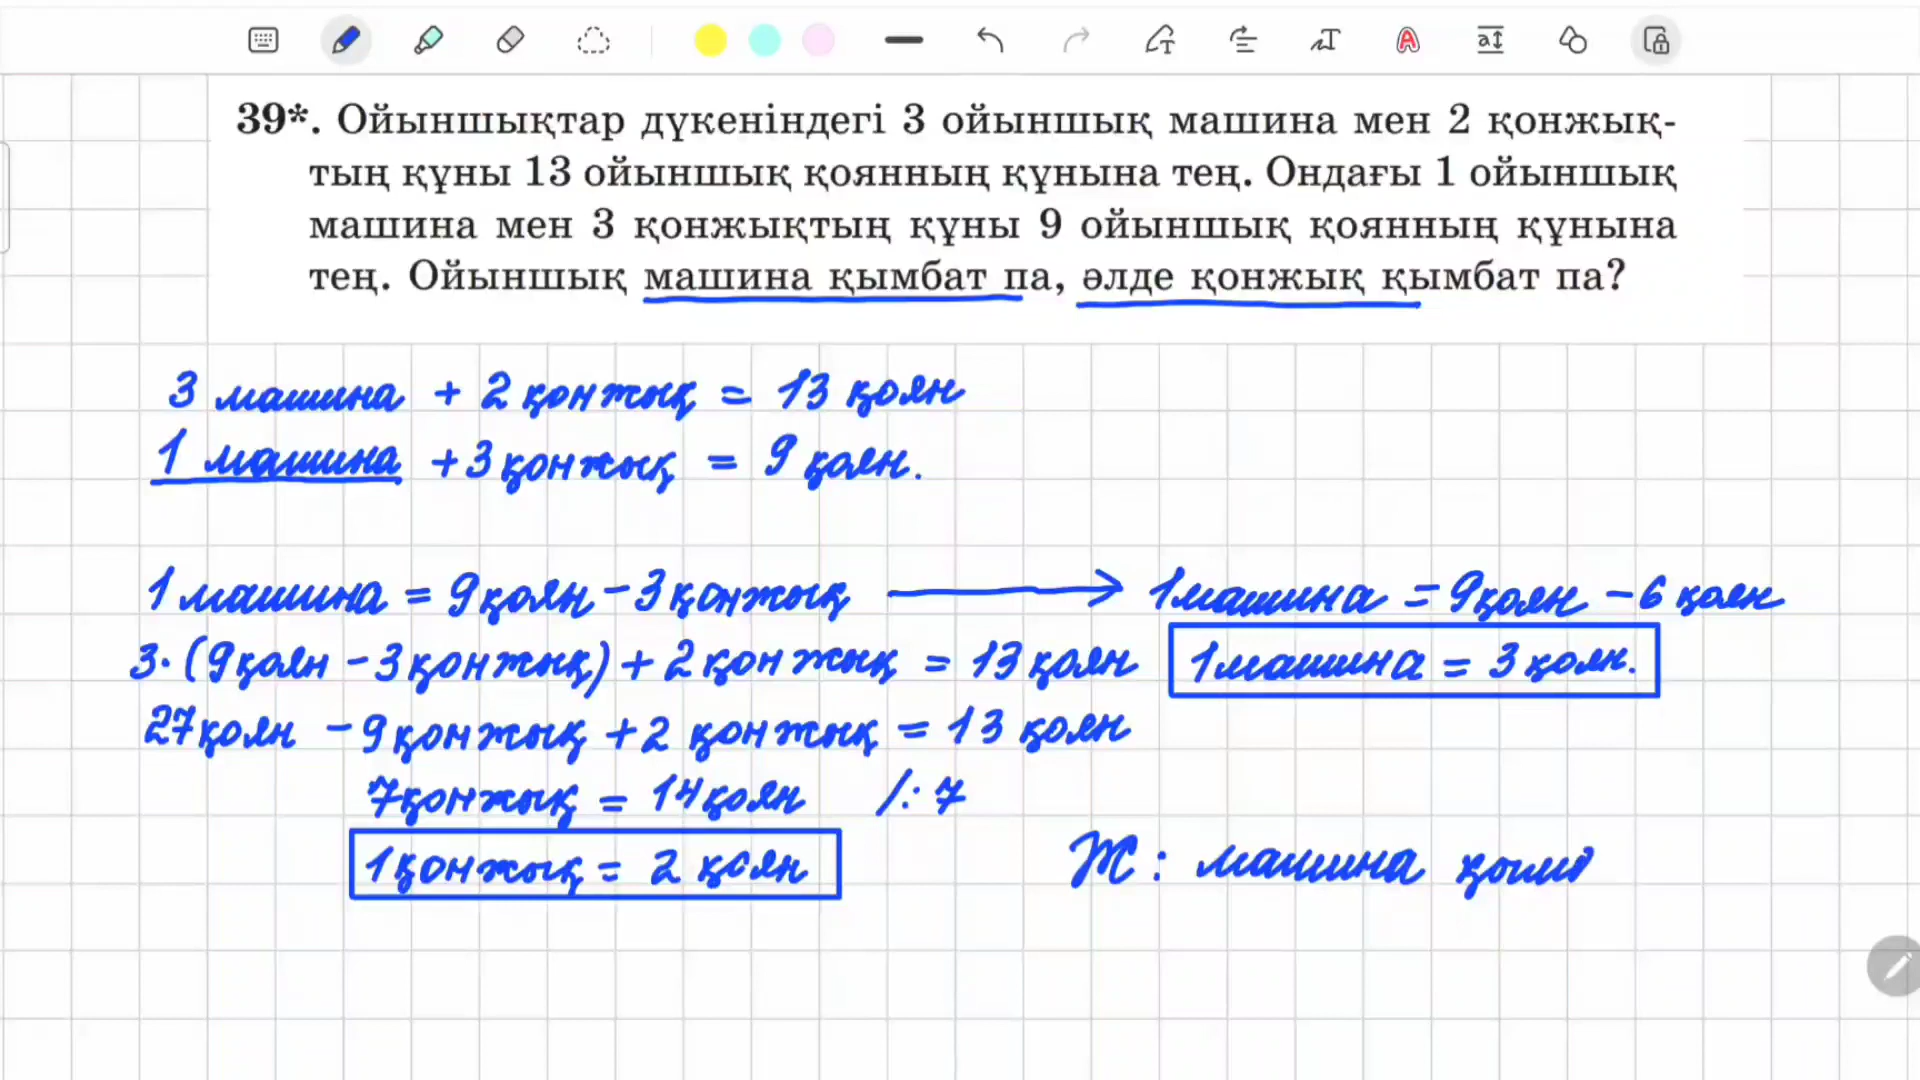 39*. Ойыншықтар дүкеніндегі 3 ойыншық машина мен 2 қонжық-
тың құны 13 ойыншық қоянның құнына тең. Ондағы 1 ойыншық
машина мен 3 қонжықтың құны 9 ойыншық қоянның құнына
тең. Ойыншық машина қымбат па, әлде қонжық қымбат па?
3 машина + 2 қонжық = 13 қоян
1 машина + 3 қонжық = 9 қоян.
1 машина = 9 қоян - 3 қонжық → 1 машина = 9 қоян - 6 қоян
3·(9 қоян - 3 қонжық) + 2 қонжық = 13 қоян 1 машина = 3 қоян.
27 қоян - 9 қонжық + 2 қонжық = 13 қоян
7 қонжық = 14 қоян /:7
1 қонжық = 2 қоян
Ж: машина